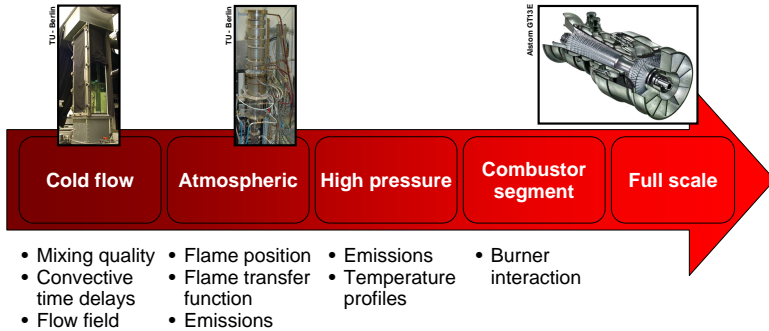 TU - Berlin
TU - Berlin
Alstom GT13E
Cold flow
Atmospheric
High pressure
Combustor
segment
Full scale
• Mixing quality
• Convective
time delays
• Flow field
• Flame position
• Flame transfer
function
• Emissions
• Emissions
• Temperature
profiles
• Burner
interaction